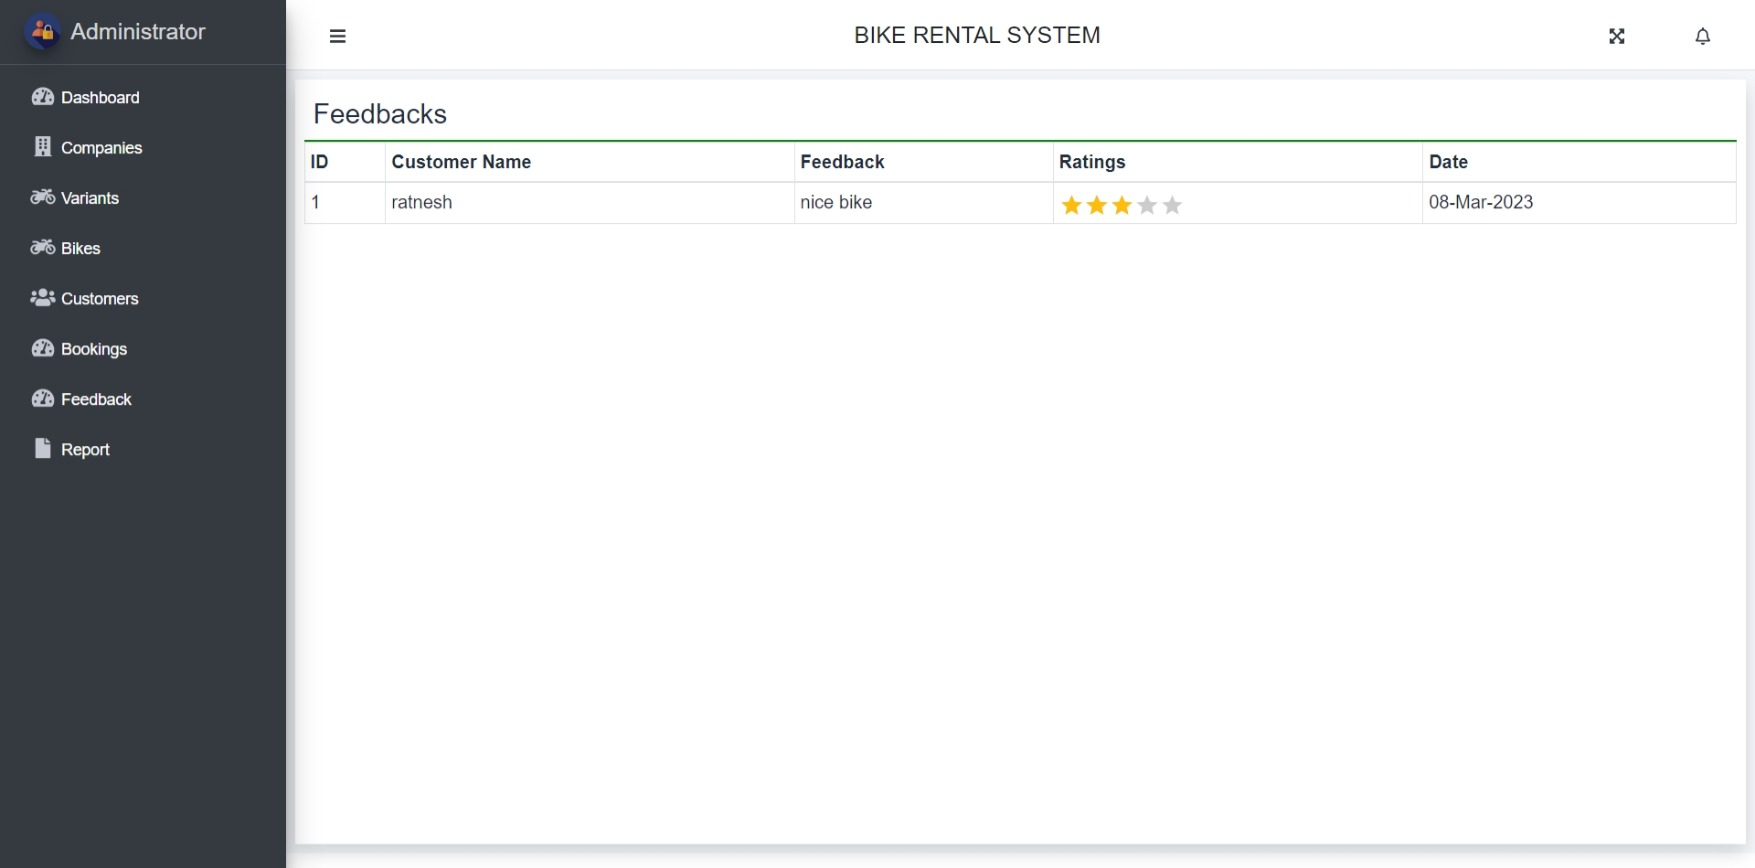 Administrator
BIKE RENTAL SYSTEM
Dashboard
Companies
Variants
Bikes
Customers
Bookings
Feedback
Report
Feedbacks
ID Customer Name Feedback Ratings Date
1 ratnesh nice bike 08-Mar-2023